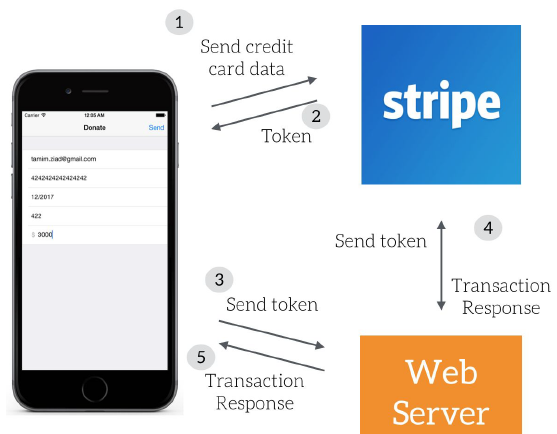 1
Send credit
card data
2
Token
stripe
Carrier 12:05 AM
Donate Send
tamim.ziad@gmail.com
4242424242424242
12/2017
422
$ 3000
3
Send token
4
Send token
Transaction
Response
5
Transaction
Response
Web
Server